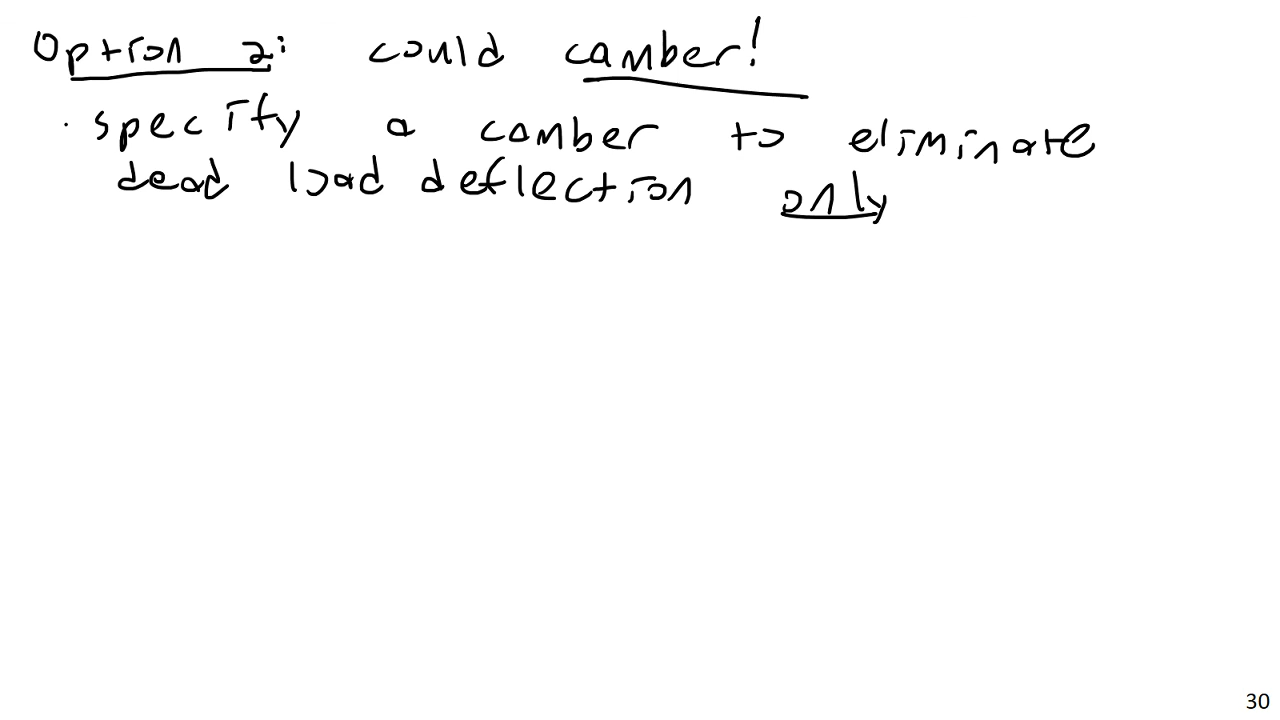 Option 2: could camber!
· specify a camber to eliminate
dead load deflection only
30